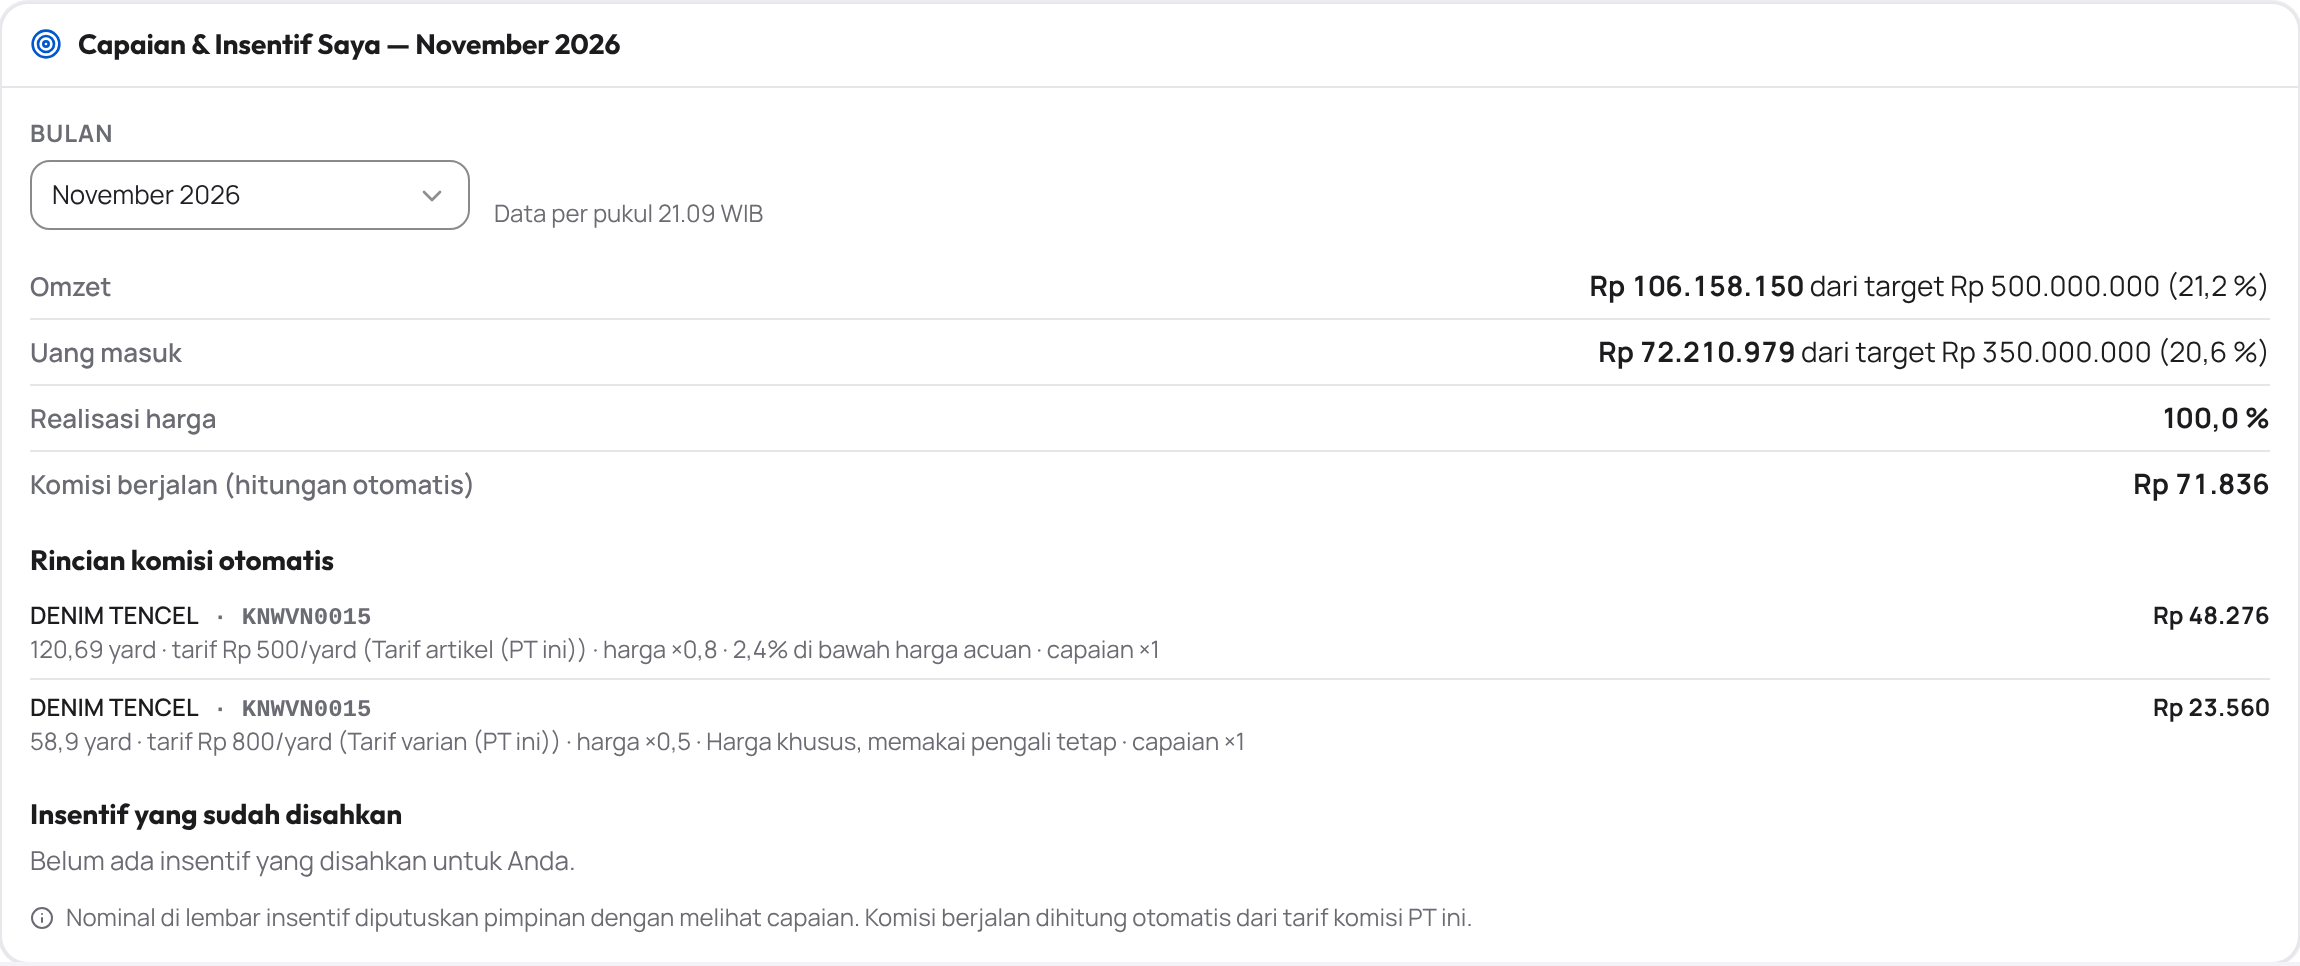 Capaian & Insentif Saya — November 2026
BULAN
November 2026
Data per pukul 21.09 WIB
Omzet
Rp 106.158.150 dari target Rp 500.000.000 (21,2 %)
Uang masuk
Rp 72.210.979 dari target Rp 350.000.000 (20,6 %)
Realisasi harga
100,0 %
Komisi berjalan (hitungan otomatis)
Rp 71.836
Rincian komisi otomatis
DENIM TENCEL · KNWVN0015
Rp 48.276
120,69 yard · tarif Rp 500/yard (Tarif artikel (PT ini)) · harga ×0,8 · 2,4% di bawah harga acuan · capaian ×1
DENIM TENCEL · KNWVN0015
Rp 23.560
58,9 yard · tarif Rp 800/yard (Tarif varian (PT ini)) · harga ×0,5 · Harga khusus, memakai pengali tetap · capaian ×1
Insentif yang sudah disahkan
Belum ada insentif yang disahkan untuk Anda.
Nominal di lembar insentif diputuskan pimpinan dengan melihat capaian. Komisi berjalan dihitung otomatis dari tarif komisi PT ini.